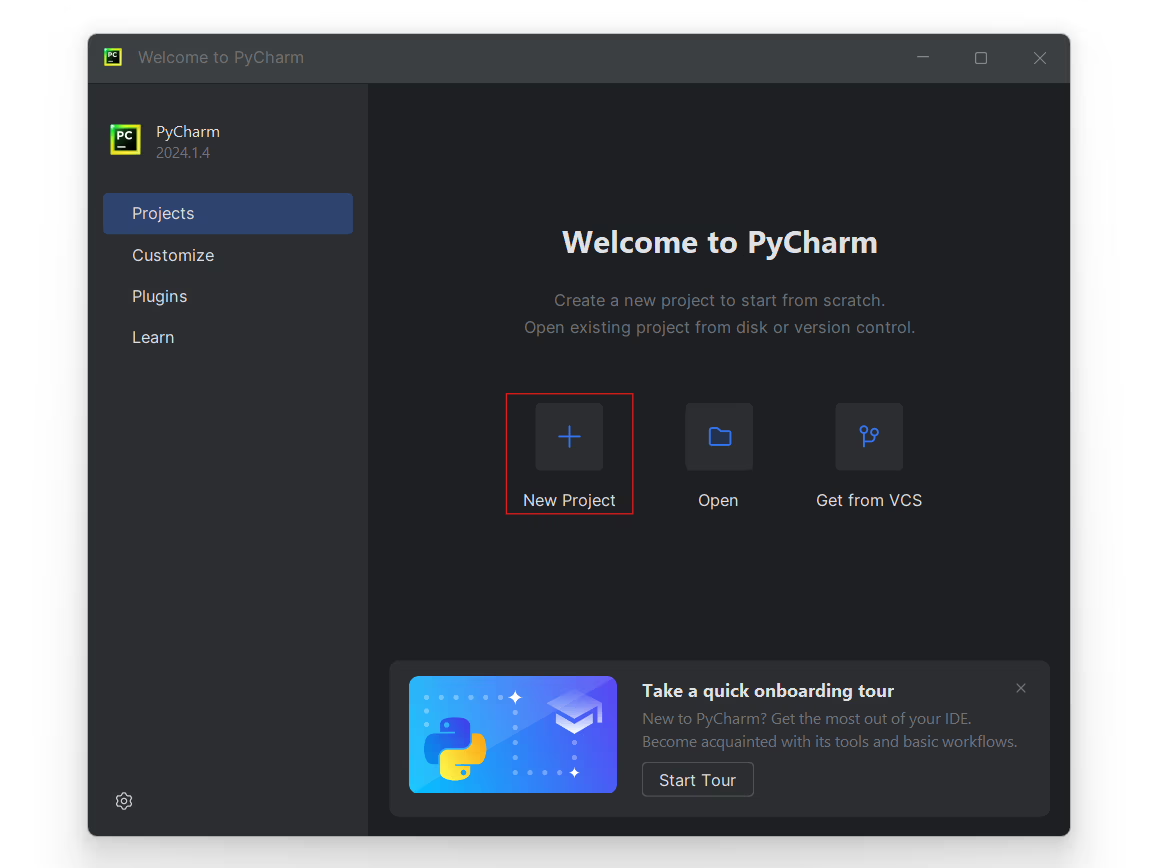 PC
Welcome to PyCharm
PC
PyCharm
2024.1.4
Projects
Customize
Plugins
Learn
Welcome to PyCharm
Create a new project to start from scratch.
Open existing project from disk or version control.
New Project
Open
Get from VCS
Take a quick onboarding tour
New to PyCharm? Get the most out of your IDE.
Become acquainted with its tools and basic workflows.
Start Tour